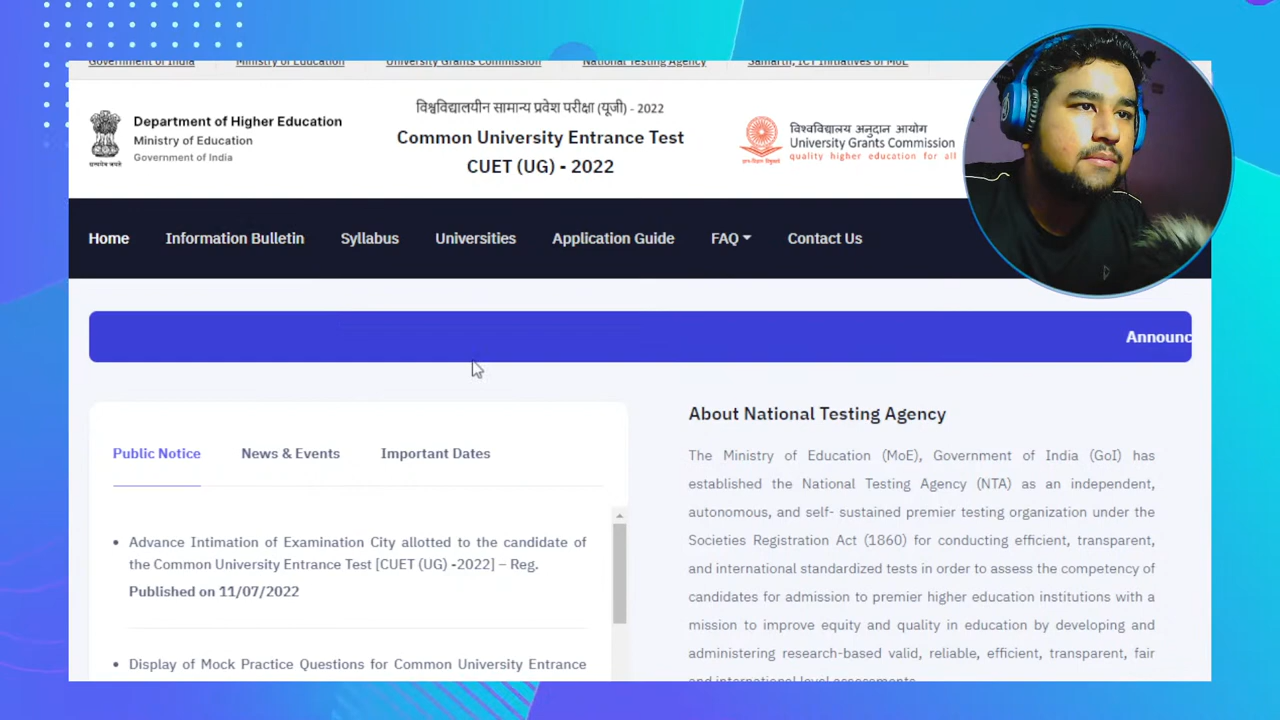 Government of India Ministry of Education University Grants Commission National Testing Agency Samarth, ICT Initiatives of MoE
विश्वविद्यालयीन सामान्य प्रवेश परीक्षा (यूजी) - 2022
Department of Higher Education
Ministry of Education
Government of India
सत्यमेव जयते
Common University Entrance Test
CUET (UG) - 2022
विश्वविद्यालय अनुदान आयोग
University Grants Commission
quality higher education for all
Home Information Bulletin Syllabus Universities Application Guide FAQ Contact Us
Announc
Public Notice News & Events Important Dates
Advance Intimation of Examination City allotted to the candidate of
the Common University Entrance Test [CUET (UG) -2022] – Reg.
Published on 11/07/2022
Display of Mock Practice Questions for Common University Entrance
About National Testing Agency
The Ministry of Education (MoE), Government of India (GoI) has
established the National Testing Agency (NTA) as an independent,
autonomous, and self- sustained premier testing organization under the
Societies Registration Act (1860) for conducting efficient, transparent,
and international standardized tests in order to assess the competency of
candidates for admission to premier higher education institutions with a
mission to improve equity and quality in education by developing and
administering research-based valid, reliable, efficient, transparent, fair
and international level assessments.